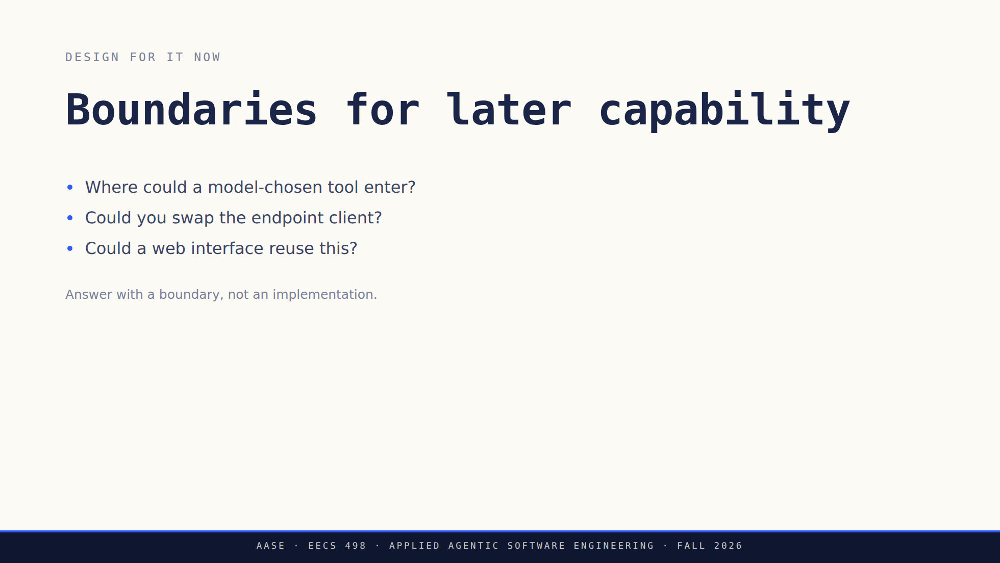 DESIGN FOR IT NOW
Boundaries for later capability
• Where could a model-chosen tool enter?
• Could you swap the endpoint client?
• Could a web interface reuse this?
Answer with a boundary, not an implementation.
AASE · EECS 498 · APPLIED AGENTIC SOFTWARE ENGINEERING · FALL 2026